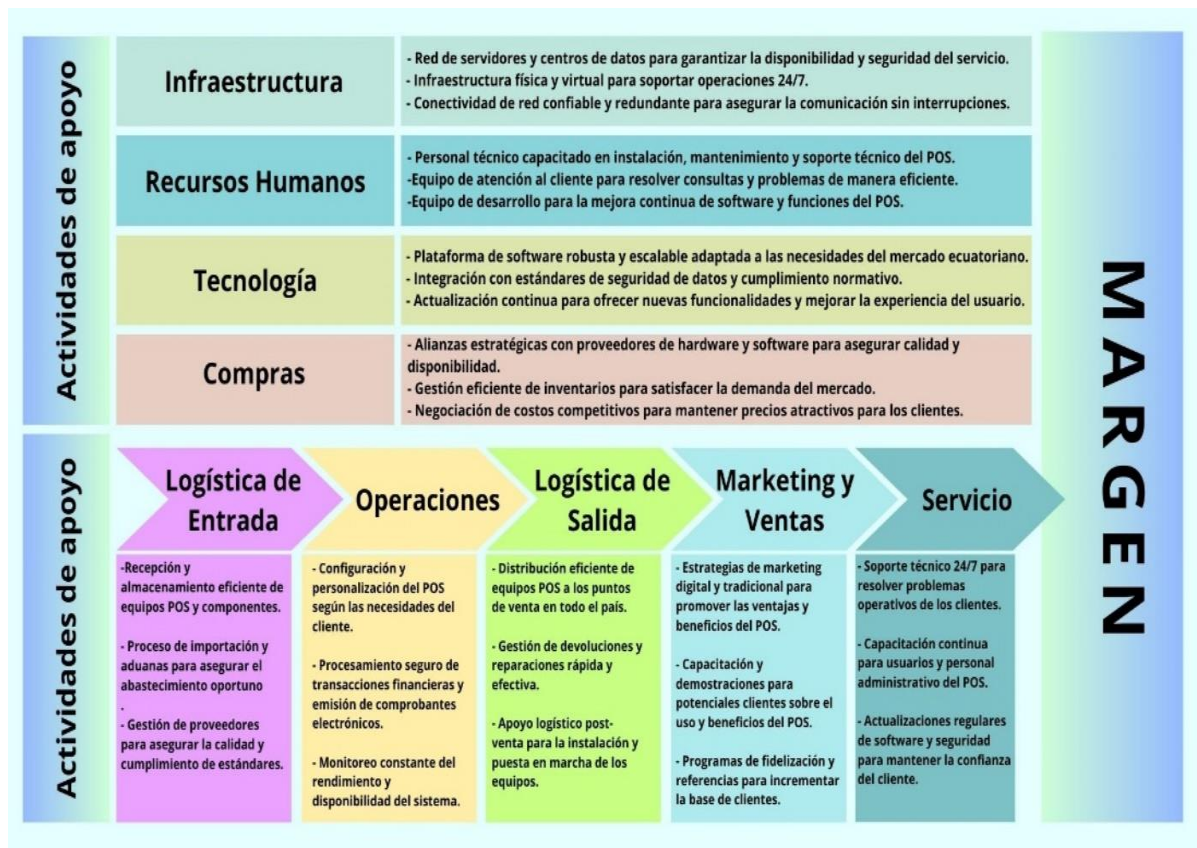 Actividades de apoyo
Infraestructura
- Red de servidores y centros de datos para garantizar la disponibilidad y seguridad del servicio.
- Infraestructura física y virtual para soportar operaciones 24/7.
- Conectividad de red confiable y redundante para asegurar la comunicación sin interrupciones.
Recursos Humanos
- Personal técnico capacitado en instalación, mantenimiento y soporte técnico del POS.
-Equipo de atención al cliente para resolver consultas y problemas de manera eficiente.
-Equipo de desarrollo para la mejora continua de software y funciones del POS.
Tecnología
- Plataforma de software robusta y escalable adaptada a las necesidades del mercado ecuatoriano.
- Integración con estándares de seguridad de datos y cumplimiento normativo.
- Actualización continua para ofrecer nuevas funcionalidades y mejorar la experiencia del usuario.
Compras
- Alianzas estratégicas con proveedores de hardware y software para asegurar calidad y
disponibilidad.
- Gestión eficiente de inventarios para satisfacer la demanda del mercado.
- Negociación de costos competitivos para mantener precios atractivos para los clientes.
Actividades de apoyo
Logística de
Entrada
-Recepción y
almacenamiento eficiente de
equipos POS y componentes.
- Proceso de importación y
aduanas para asegurar el
abastecimiento oportuno
.
- Gestión de proveedores
para asegurar la calidad y
cumplimiento de estándares.
Operaciones
- Configuración y
personalización del POS
según las necesidades del
cliente.
- Procesamiento seguro de
transacciones financieras y
emisión de comprobantes
electrónicos.
- Monitoreo constante del
rendimiento y
disponibilidad del sistema.
Logística de
Salida
- Distribución eficiente de
equipos POS a los puntos
de venta en todo el país.
- Gestión de devoluciones y
reparaciones rápida y
efectiva.
- Apoyo logístico post-
venta para la instalación y
puesta en marcha de los
equipos.
Marketing y
Ventas
- Estrategias de marketing
digital y tradicional para
promover las ventajas y
beneficios del POS.
- Capacitación y
demostraciones para
potenciales clientes sobre el
uso y beneficios del POS.
- Programas de fidelización y
referencias para incrementar
la base de clientes.
Servicio
- Soporte técnico 24/7 para
resolver problemas
operativos de los clientes.
- Capacitación continua
para usuarios y personal
administrativo del POS.
- Actualizaciones regulares
de software y seguridad
para mantener la confianza
del cliente.
MARGEN